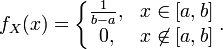 f_X(x) = { 1/(b−a), x ∈ [a, b]
0, x ∉ [a, b] .